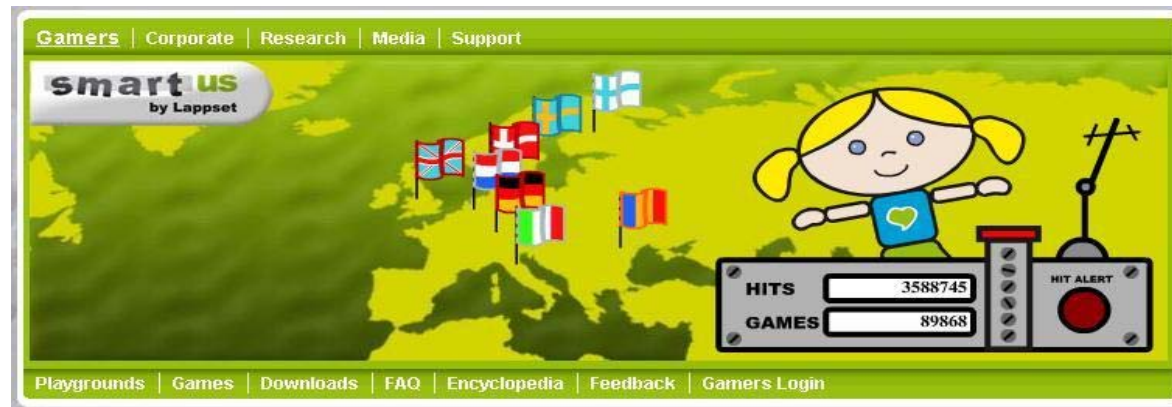 Gamers | Corporate | Research | Media | Support
smart us
by Lappset
HIT ALERT
HITS 3588745
GAMES 89868
Playgrounds | Games | Downloads | FAQ | Encyclopedia | Feedback | Gamers Login